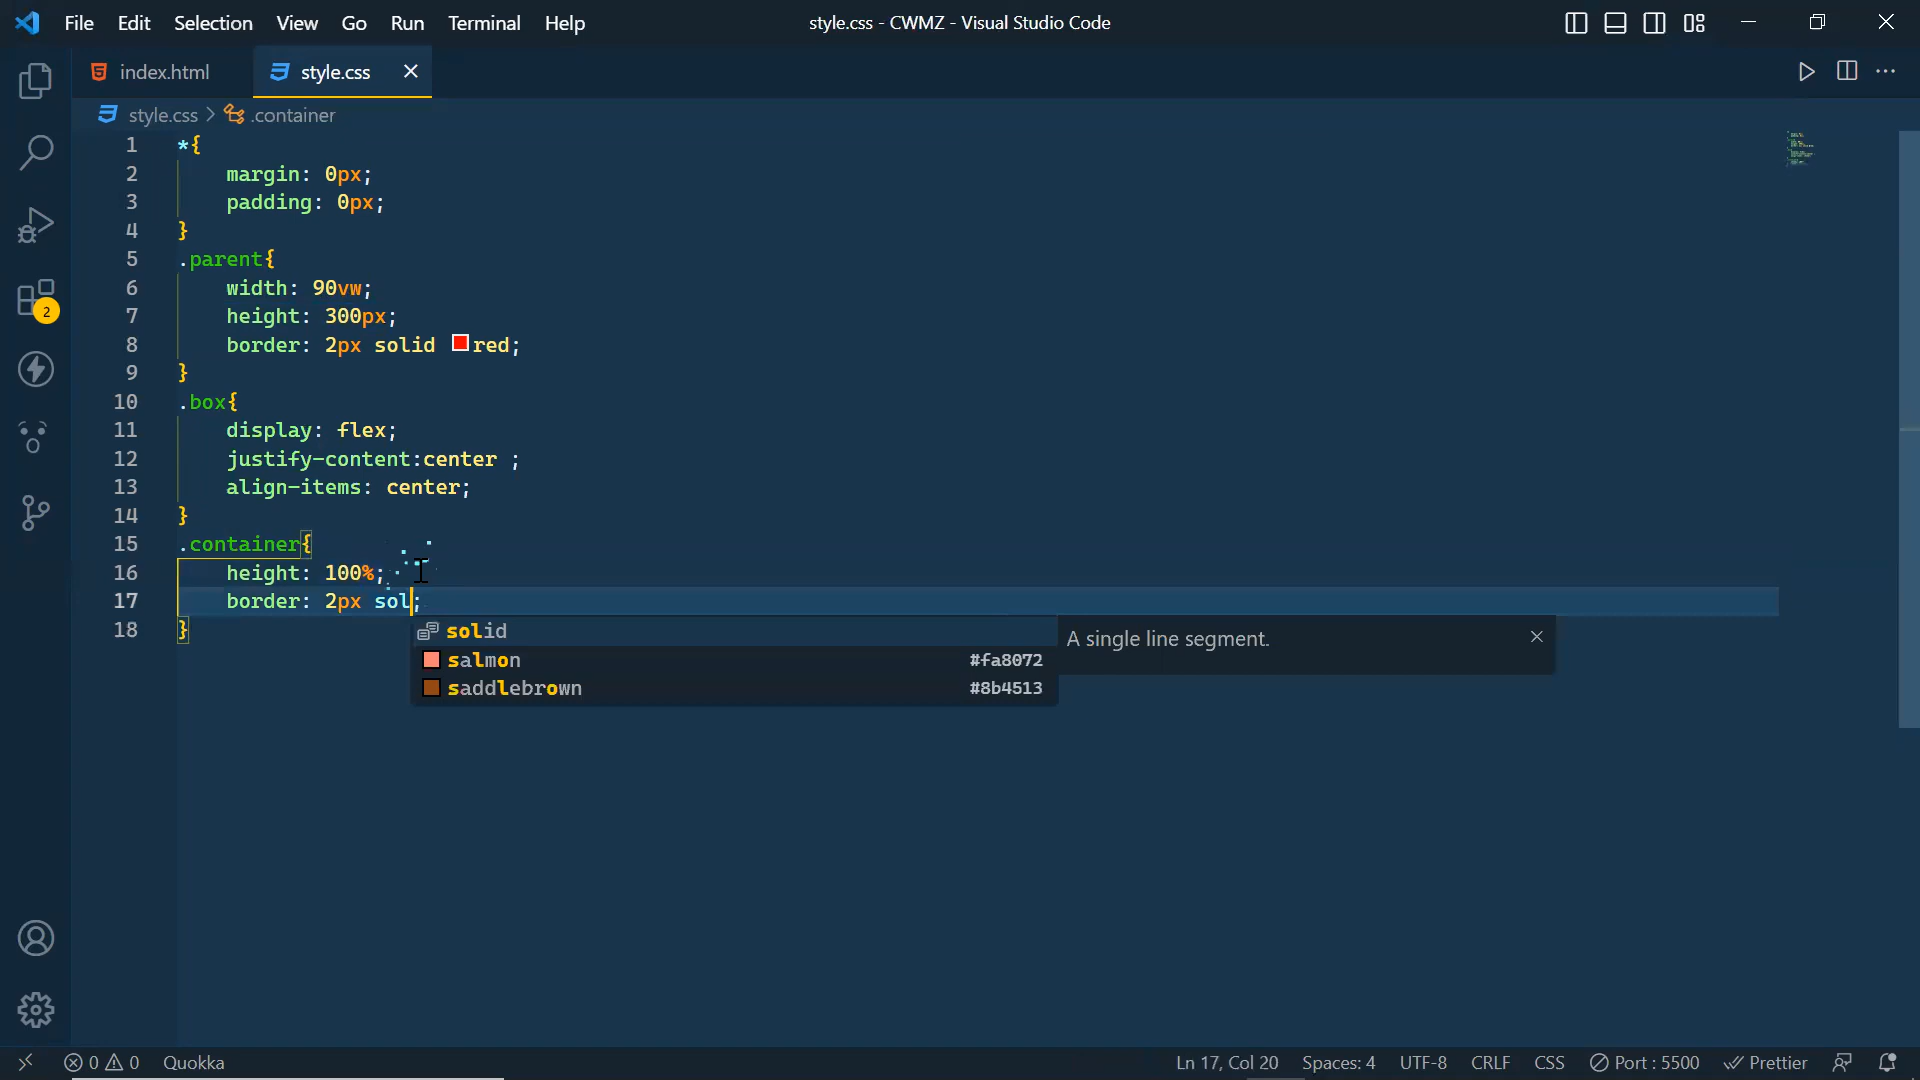 File Edit Selection View Go Run Terminal Help style.css - CWMZ - Visual Studio Code
index.html style.css
style.css > .container
1 *{
2 margin: 0px;
3 padding: 0px;
4 }
5 .parent{
6 width: 90vw;
7 height: 300px;
8 border: 2px solid red;
9 }
10 .box{
11 display: flex;
12 justify-content:center ;
13 align-items: center;
14 }
15 .container{
16 height: 100%;
17 border: 2px sol;
18 }
solid A single line segment.
salmon #fa8072
saddlebrown #8b4513
2
0 0 Quokka Ln 17, Col 20 Spaces: 4 UTF-8 CRLF CSS Port : 5500 Prettier